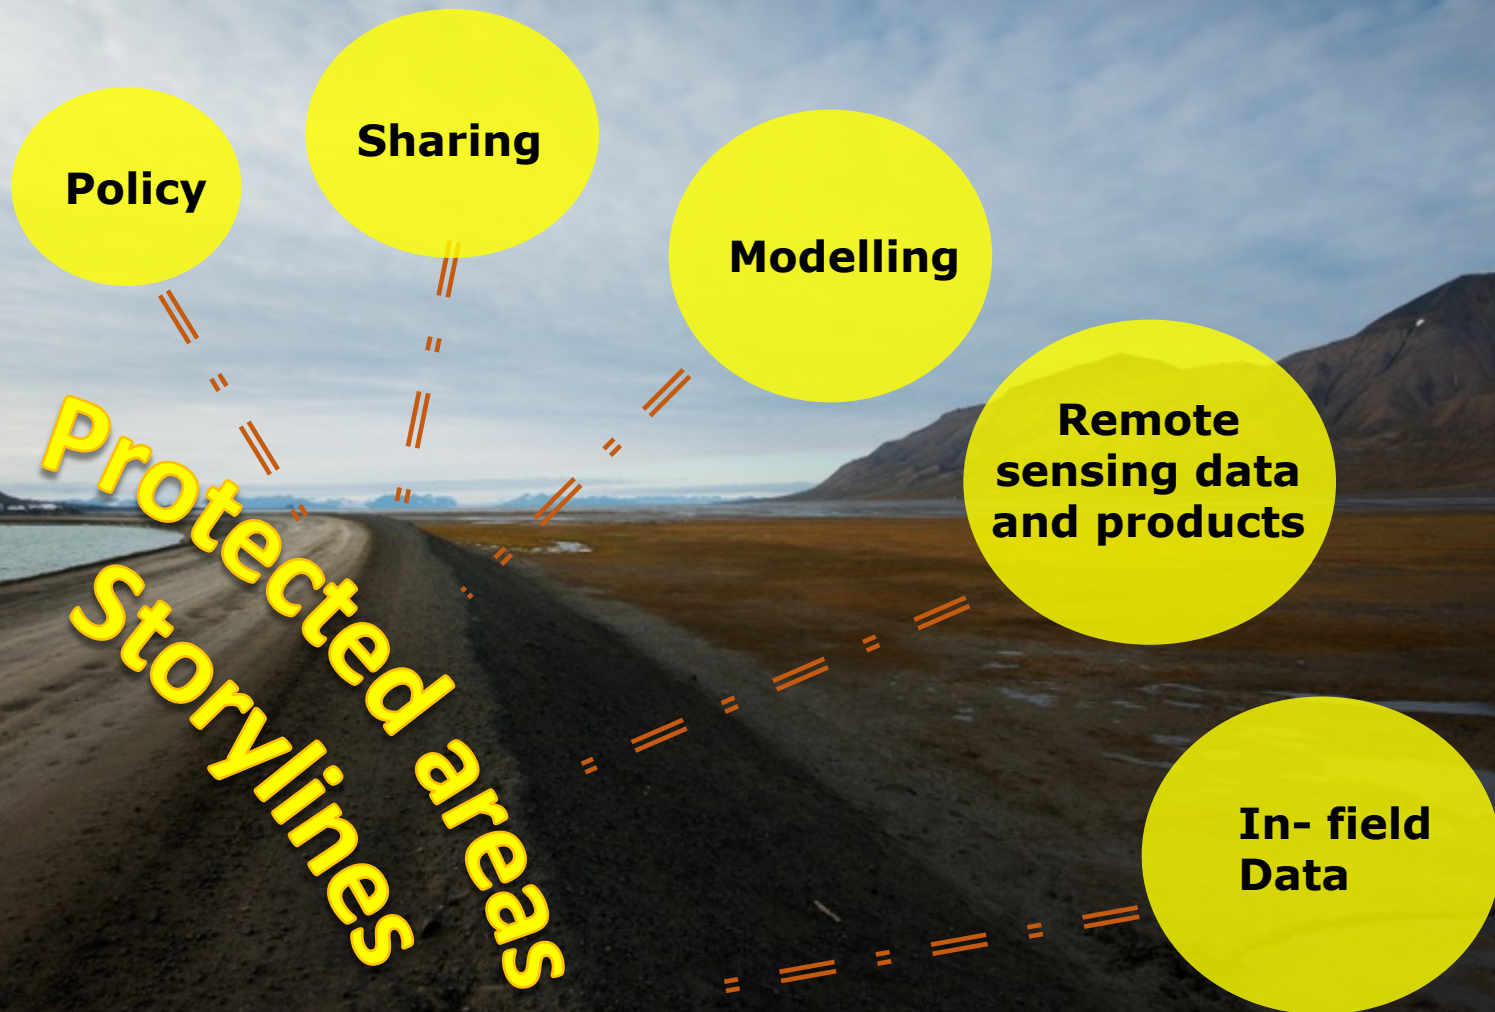 Policy
Sharing
Modelling
Remote
sensing data
and products
In- field
Data
Protected areas
Storylines